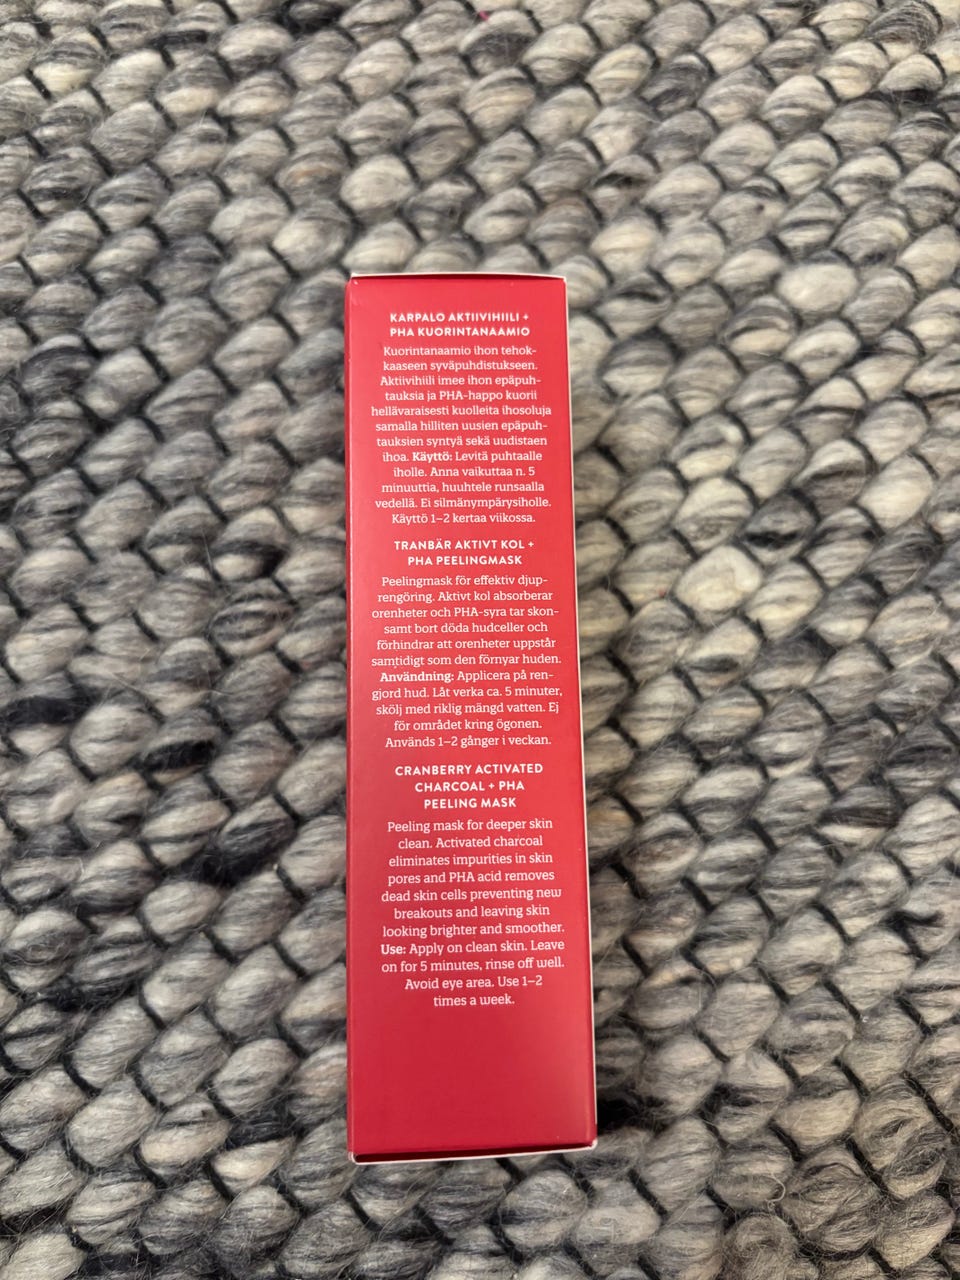 KARPALO AKTIIVIHIILI +
PHA KUORINTANAAMIO
Kuorintanaamio ihon tehok-
kaaseen syväpuhdistukseen.
Aktiivihiili imee ihon epäpuh-
tauksia ja PHA-happo kuorii
hellävaraisesti kuolleita ihosoluja
samalla hilliten uusien epäpuh-
tauksien syntyä sekä uudistaen
ihoa. Käyttö: Levitä puhtaalle
iholle. Anna vaikuttaa n. 5
minuuttia, huuhtele runsaalla
vedellä. Ei silmänympärysiholle.
Käyttö 1–2 kertaa viikossa.
TRANBÄR AKTIVT KOL +
PHA PEELINGMASK
Peelingmask för effektiv djup-
rengöring. Aktivt kol absorberar
orenheter och PHA-syra tar skon-
samt bort döda hudceller och
förhindrar att orenheter uppstår
samtidigt som den förnyar huden.
Användning: Applicera på ren-
gjord hud. Låt verka ca. 5 minuter,
skölj med riklig mängd vatten. Ej
för området kring ögonen.
Används 1–2 gånger i veckan.
CRANBERRY ACTIVATED
CHARCOAL + PHA
PEELING MASK
Peeling mask for deeper skin
clean. Activated charcoal
eliminates impurities in skin
pores and PHA acid removes
dead skin cells preventing new
breakouts and leaving skin
looking brighter and smoother.
Use: Apply on clean skin. Leave
on for 5 minutes, rinse off well.
Avoid eye area. Use 1–2
times a week.